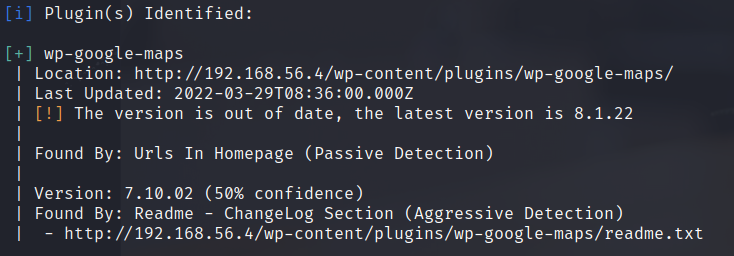 [i] Plugin(s) Identified:
[+] wp-google-maps
| Location: http://192.168.56.4/wp-content/plugins/wp-google-maps/
| Last Updated: 2022-03-29T08:36:00.000Z
| [!] The version is out of date, the latest version is 8.1.22
|
| Found By: Urls In Homepage (Passive Detection)
|
| Version: 7.10.02 (50% confidence)
| Found By: Readme - ChangeLog Section (Aggressive Detection)
|  - http://192.168.56.4/wp-content/plugins/wp-google-maps/readme.txt